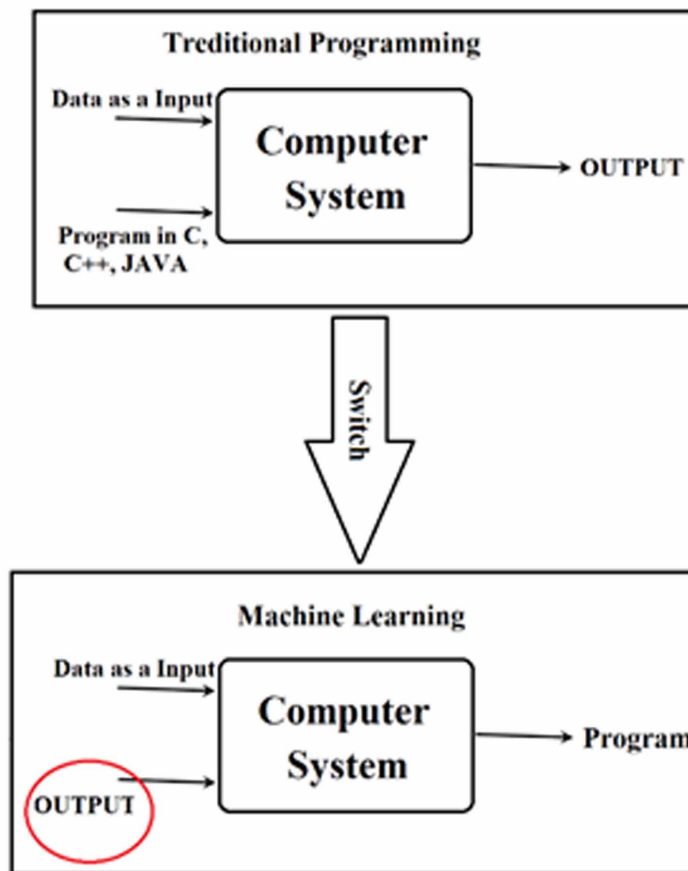 Treditional Programming
Data as a Input
Computer
System
OUTPUT
Program in C,
C++, JAVA
Switch
Machine Learning
Data as a Input
Computer
System
Program
OUTPUT